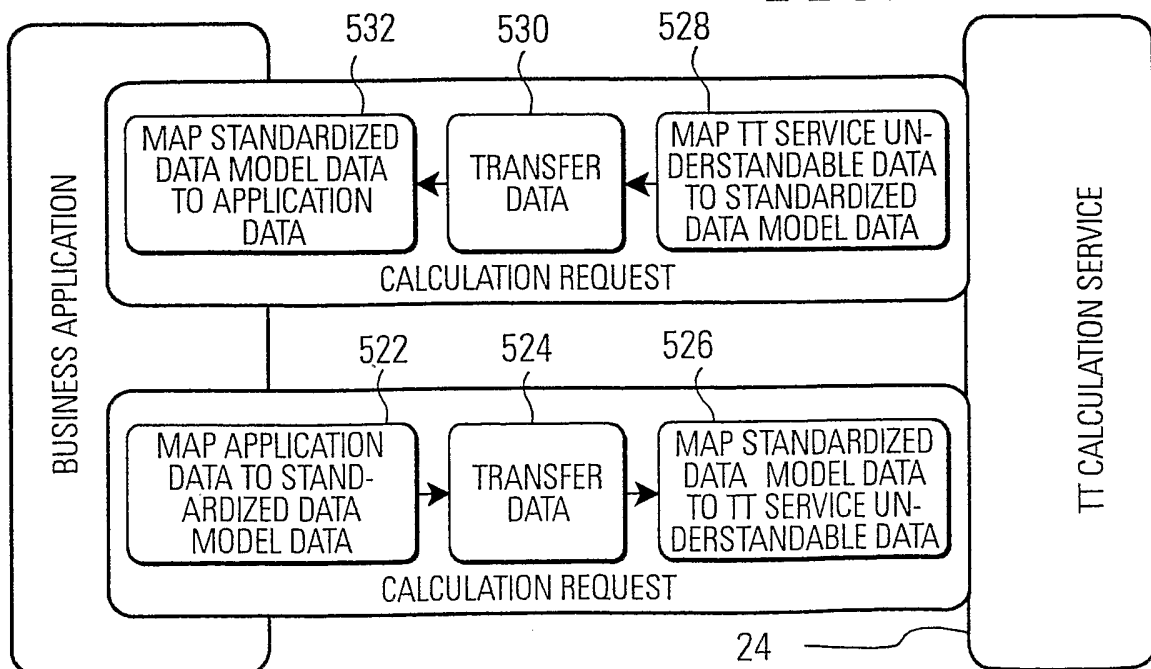 532
530
528
BUSINESS APPLICATION
MAP STANDARDIZED
DATA MODEL DATA
TO APPLICATION
DATA
TRANSFER
DATA
MAP TT SERVICE UN-
DERSTANDABLE DATA
TO STANDARDIZED
DATA MODEL DATA
CALCULATION REQUEST
TT CALCULATION SERVICE
522
524
526
MAP APPLICATION
DATA TO STAND-
ARDIZED DATA
MODEL DATA
TRANSFER
DATA
MAP STANDARDIZED
DATA MODEL DATA
TO TT SERVICE UN-
DERSTANDABLE DATA
CALCULATION REQUEST
24